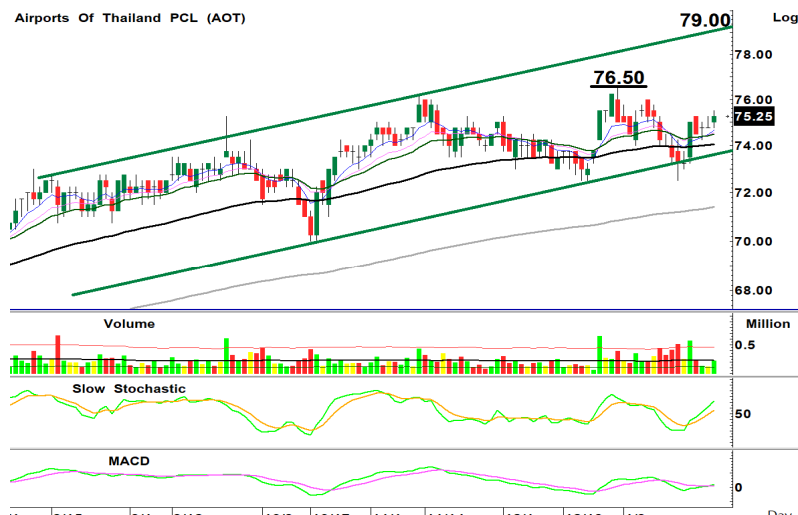 Airports Of Thailand PCL (AOT)
79.00
Log
78.00
76.50
76.00
75.25
74.00
72.00
70.00
68.00
Volume
Million
0.5
Slow Stochastic
50
MACD
0